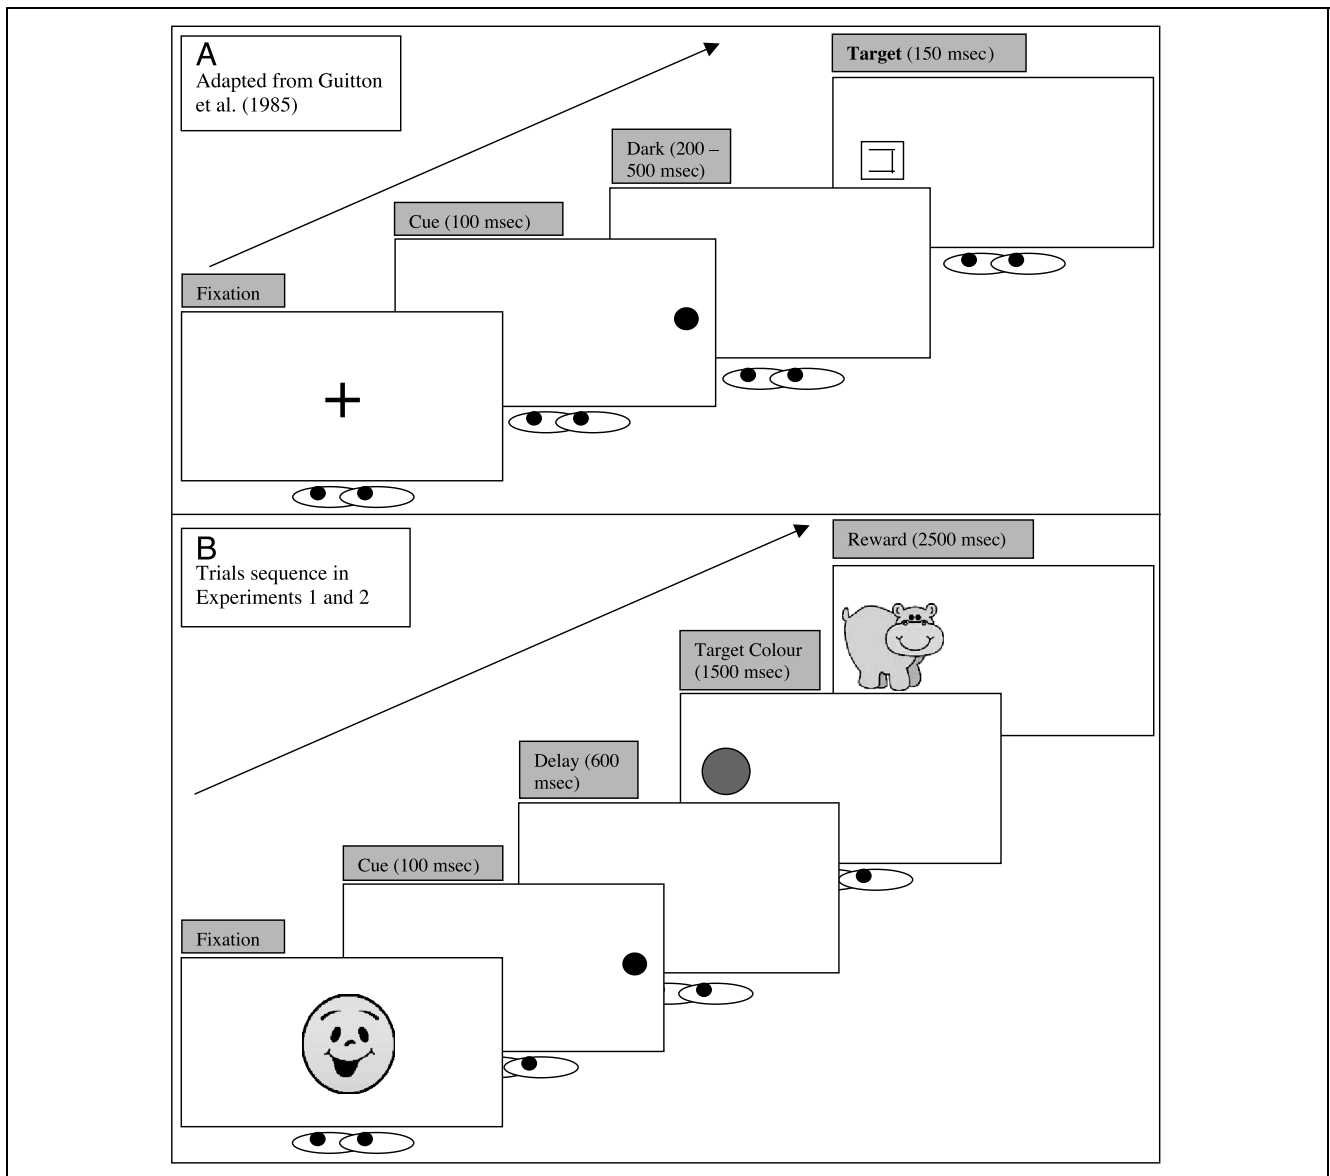 A
Adapted from Guitton
et al. (1985)
Target (150 msec)
Dark (200 –
500 msec)
Cue (100 msec)
Fixation
B
Trials sequence in
Experiments 1 and 2
Reward (2500 msec)
Target Colour
(1500 msec)
Delay (600
msec)
Cue (100 msec)
Fixation